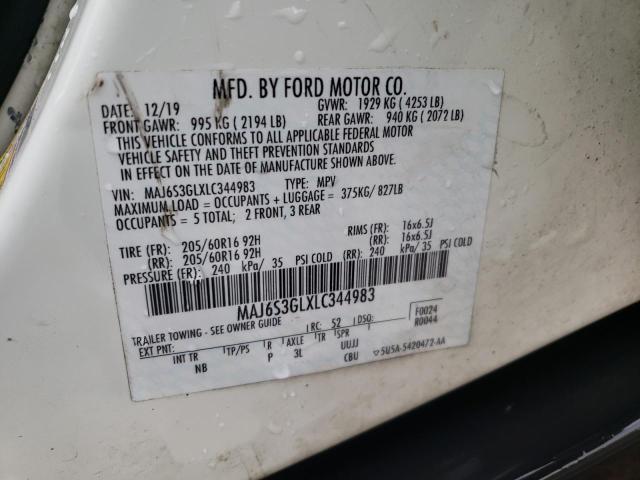 MFD. BY FORD MOTOR CO.
DATE: 12/19 GVWR: 1929 KG ( 4253 LB)
FRONT GAWR: 995 KG ( 2194 LB) REAR GAWR: 940 KG ( 2072 LB)
THIS VEHICLE CONFORMS TO ALL APPLICABLE FEDERAL MOTOR
VEHICLE SAFETY AND THEFT PREVENTION STANDARDS
IN EFFECT ON THE DATE OF MANUFACTURE SHOWN ABOVE.
VIN: MAJ6S3GLXLC344983 TYPE: MPV
MAXIMUM LOAD = OCCUPANTS + LUGGAGE = 375KG/ 827LB
OCCUPANTS = 5 TOTAL; 2 FRONT, 3 REAR
TIRE (FR): 205/60R16 92H RIMS (FR): 16x6.5J
(RR): 205/60R16 92H (RR): 16x6.5J
PRESSURE (FR): 240 kPa/ 35 PSI COLD (RR): 240 kPa/ 35 PSI COLD
MAJ6S3GLXLC344983
TRAILER TOWING - SEE OWNER GUIDE F0024
EXT PNT: RC: 52 DSO: R0044
INT TR TP/PS R AXLE TR SPR
NB P 3L UUJJ
CBU 5U5A-5420472-AA